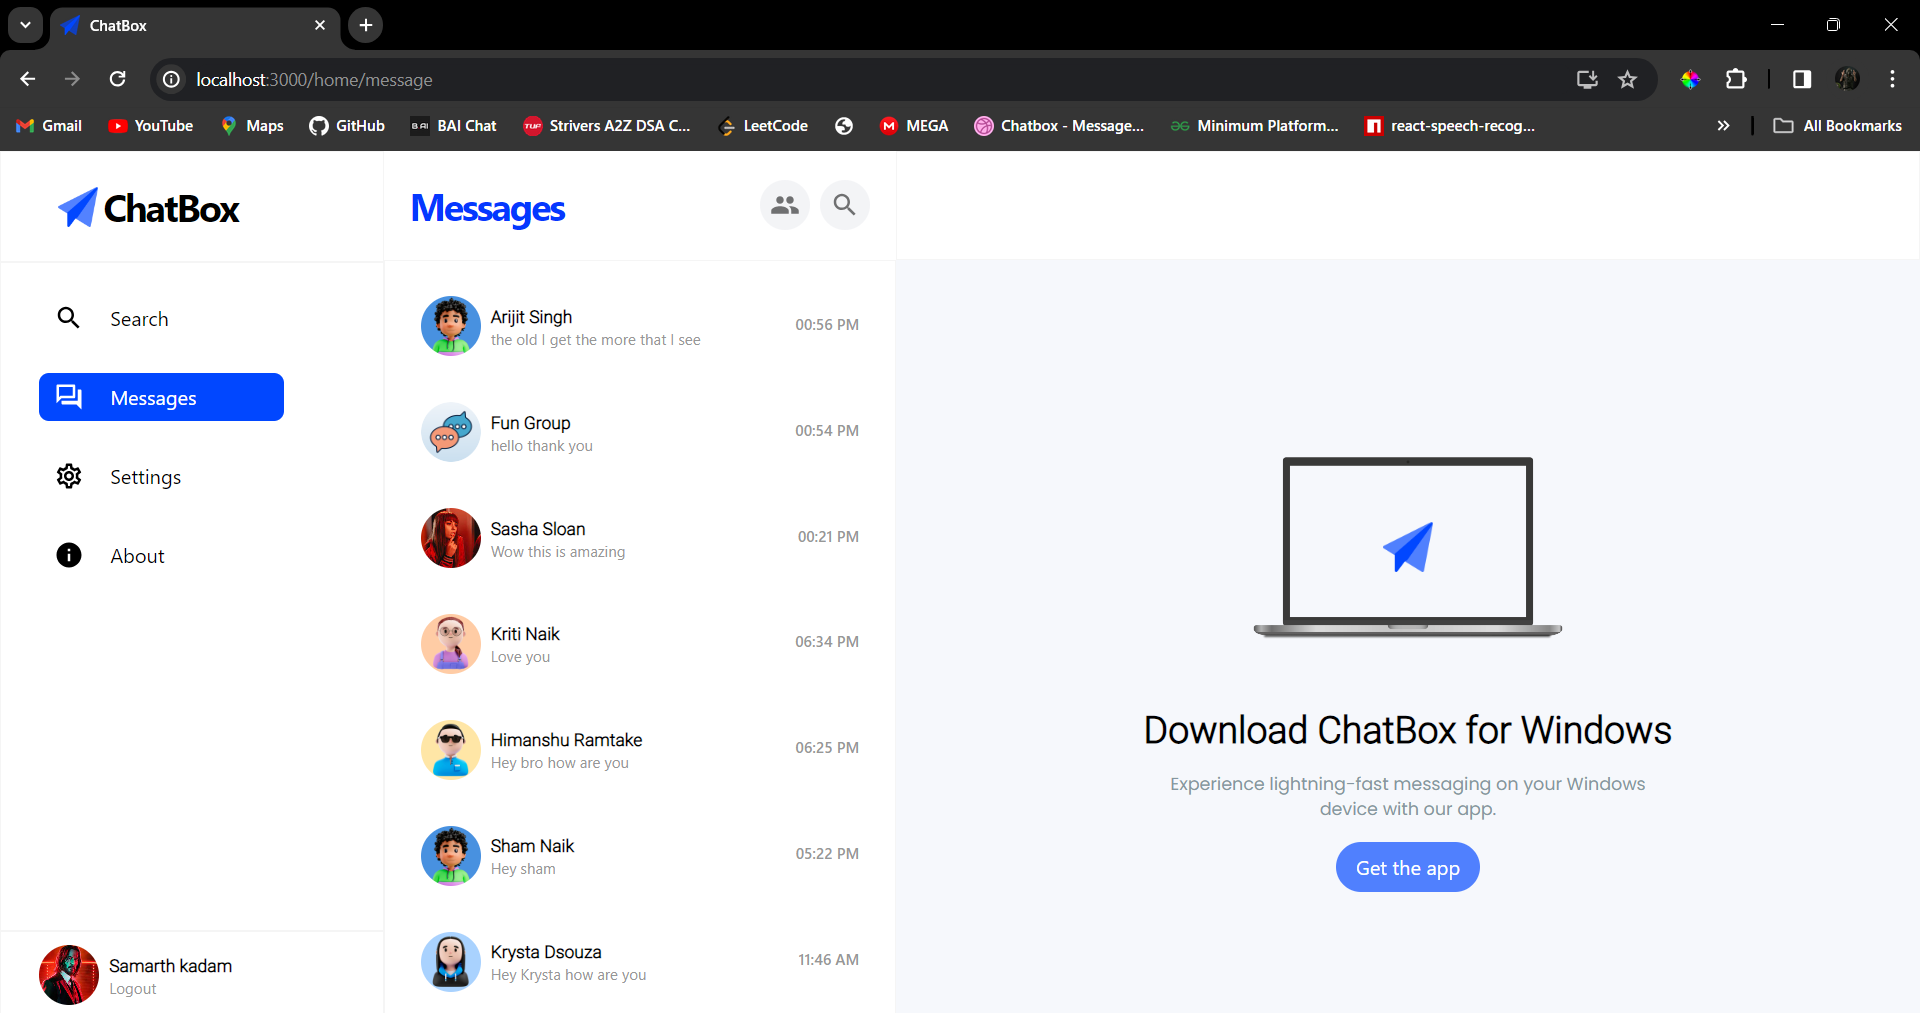 ChatBox
localhost:3000/home/message
Gmail
YouTube
Maps
GitHub
B AI
BAI Chat
TUF
Strivers A2Z DSA C...
LeetCode
MEGA
Chatbox - Message...
Minimum Platform...
react-speech-recog...
All Bookmarks
ChatBox
Search
Messages
Settings
About
Samarth kadam
Logout
Messages
Arijit Singh
the old I get the more that I see
00:56 PM
Fun Group
hello thank you
00:54 PM
Sasha Sloan
Wow this is amazing
00:21 PM
Kriti Naik
Love you
06:34 PM
Himanshu Ramtake
Hey bro how are you
06:25 PM
Sham Naik
Hey sham
05:22 PM
Krysta Dsouza
Hey Krysta how are you
11:46 AM
Download ChatBox for Windows
Experience lightning-fast messaging on your Windows
device with our app.
Get the app